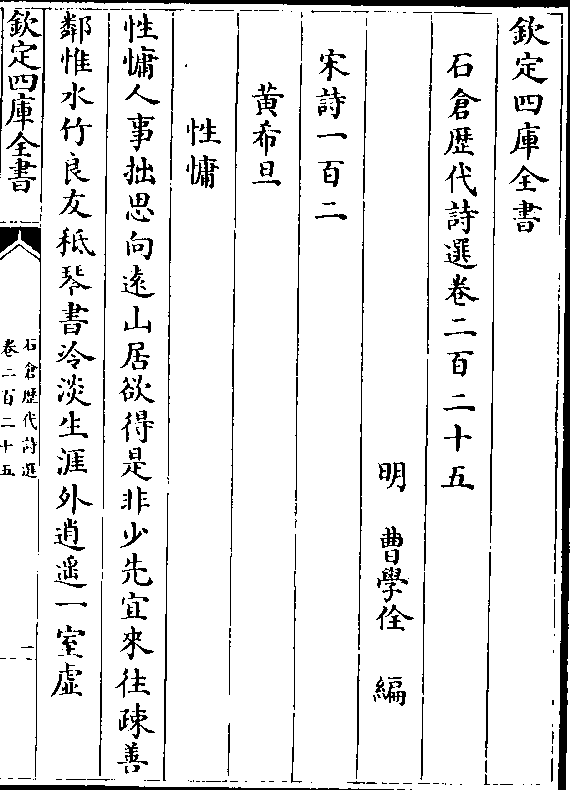 欽定四庫全書
石倉歴代詩選卷二百二十五
明 曹學佺 編
宋詩一百二
黄希旦
性慵
性慵人事拙思向逺山居欲得是非少先宜來往疎善
鄰惟水竹良友秪琴書冷淡生涯外逍遥一室虚
欽定四庫全書
石倉歴代詩選
卷二百二十五
一